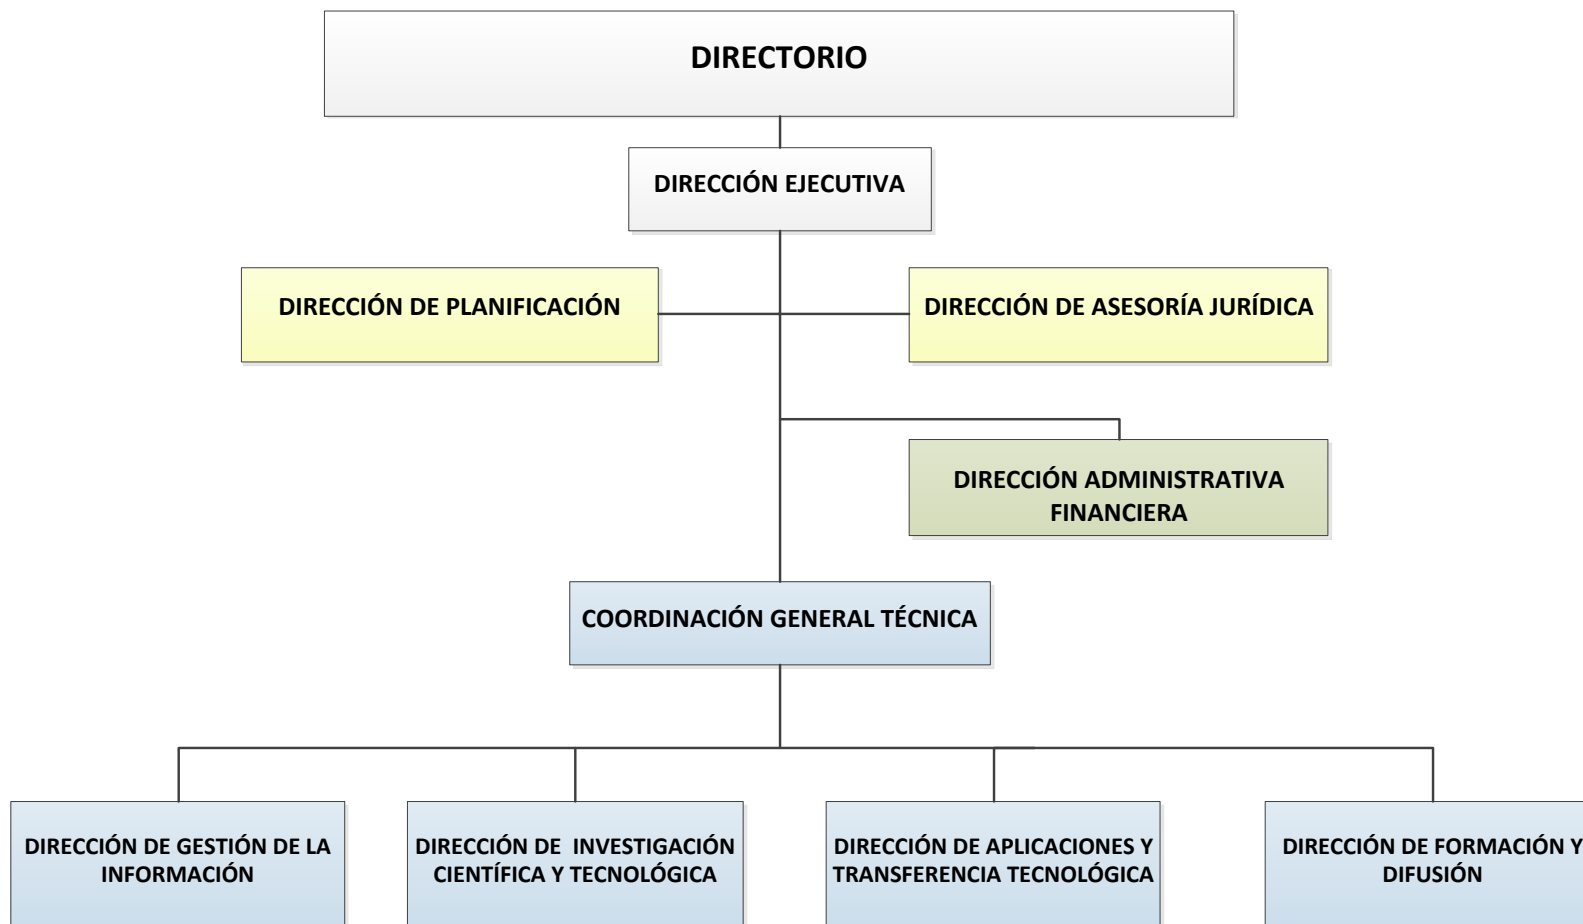 DIRECTORIO
DIRECCIÓN EJECUTIVA
DIRECCIÓN DE PLANIFICACIÓN
DIRECCIÓN DE ASESORÍA JURÍDICA
DIRECCIÓN ADMINISTRATIVA
FINANCIERA
COORDINACIÓN GENERAL TÉCNICA
DIRECCIÓN DE GESTIÓN DE LA
INFORMACIÓN
DIRECCIÓN DE INVESTIGACIÓN
CIENTÍFICA Y TECNOLÓGICA
DIRECCIÓN DE APLICACIONES Y
TRANSFERENCIA TECNOLÓGICA
DIRECCIÓN DE FORMACIÓN Y
DIFUSIÓN